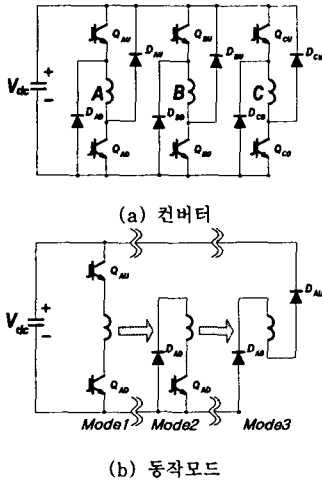 Q_AU Q_BU Q_CU
D_AU D_BU D_CU
+
V_dc A B C
-
D_AD D_BD D_CD
Q_AD Q_BD Q_CD
(a) 컨버터
Q_AU
D_AU
+
V_dc
-
D_AD D_AD
Q_AD Q_AD
Mode1 Mode2 Mode3
(b) 동작모드